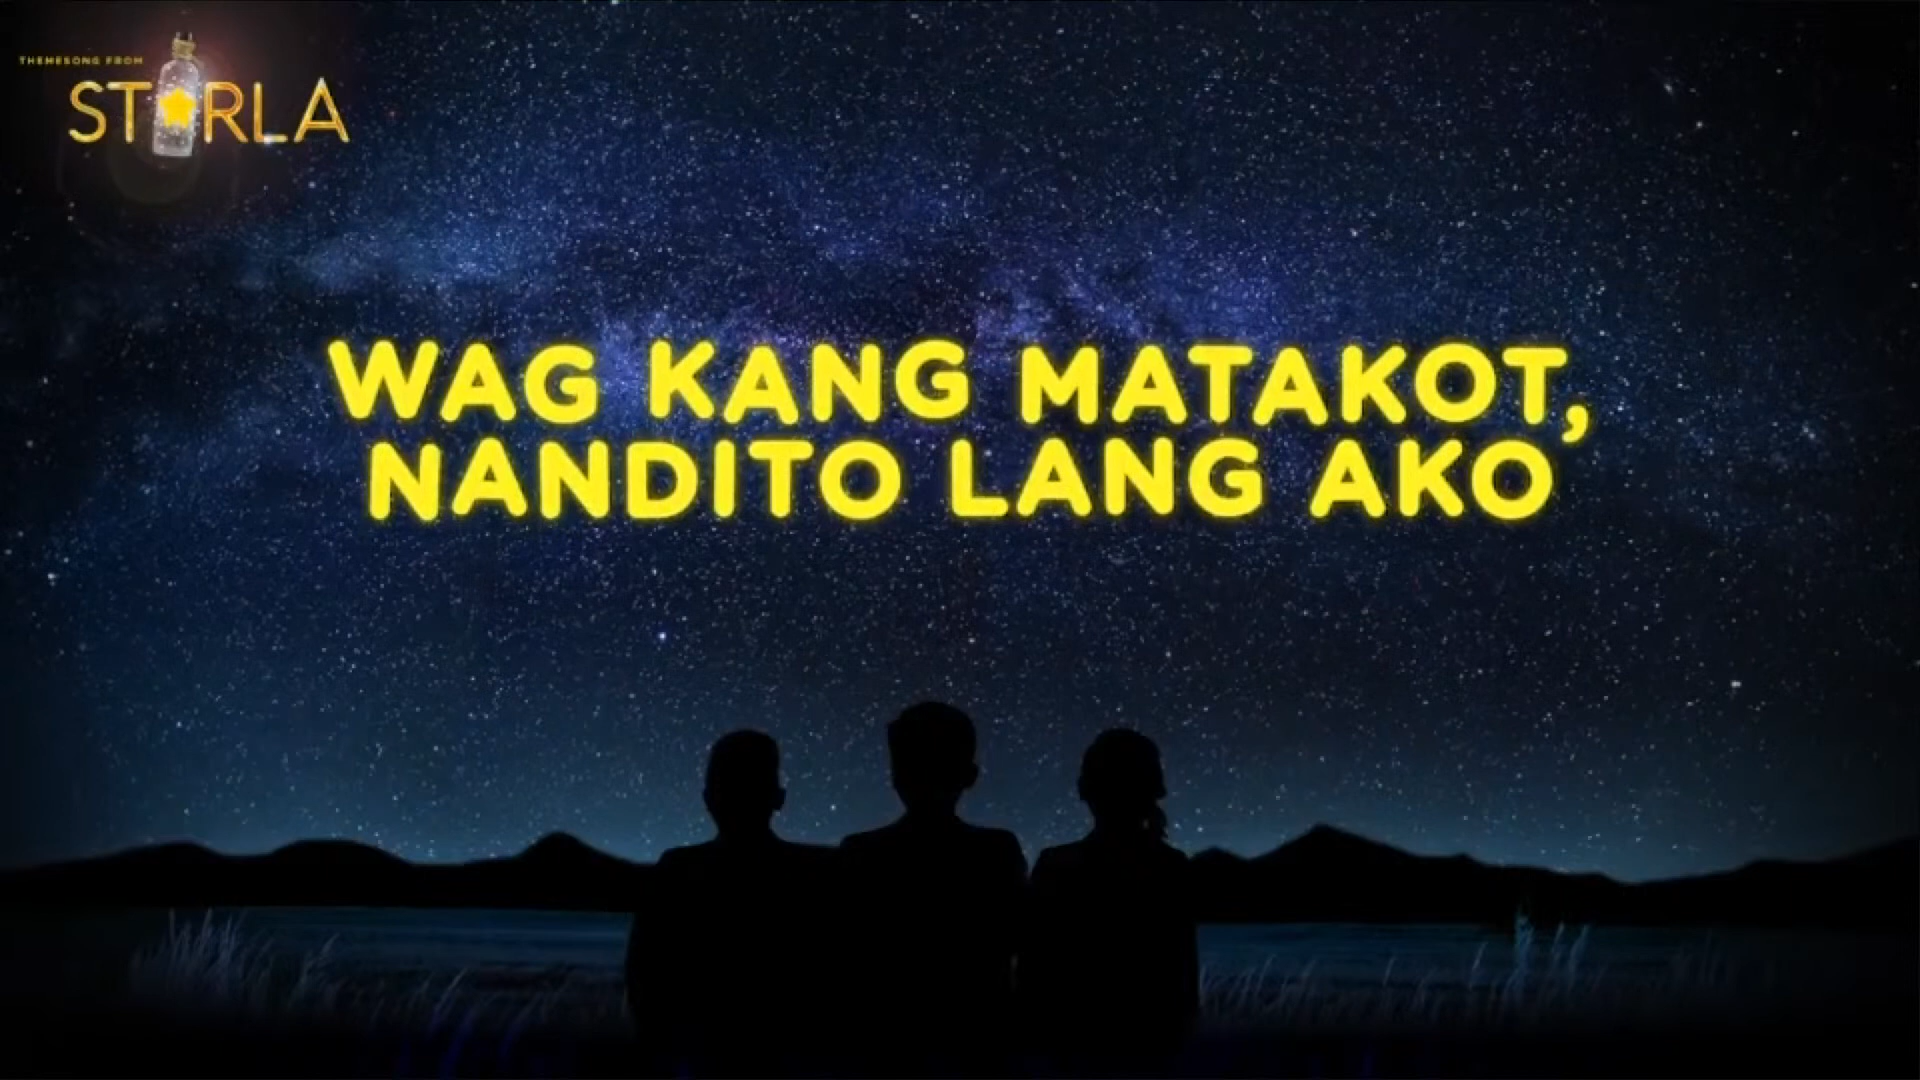 THEMESONG FROM
STARLA
WAG KANG MATAKOT,
NANDITO LANG AKO